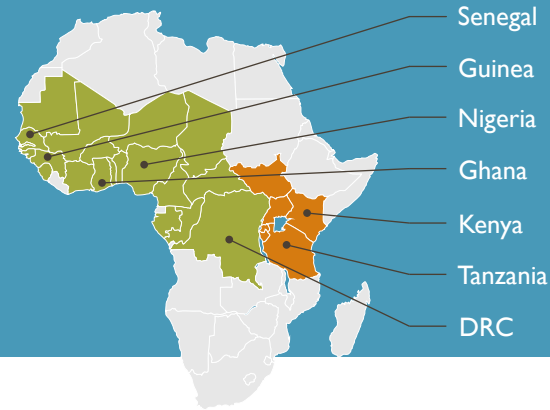 Senegal
Guinea
Nigeria
Ghana
Kenya
Tanzania
DRC